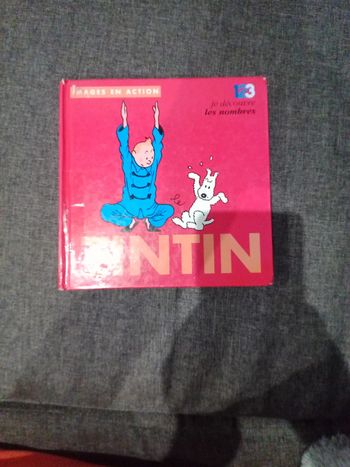 IMAGES EN ACTION
123
je découvre
les nombres
TINTIN